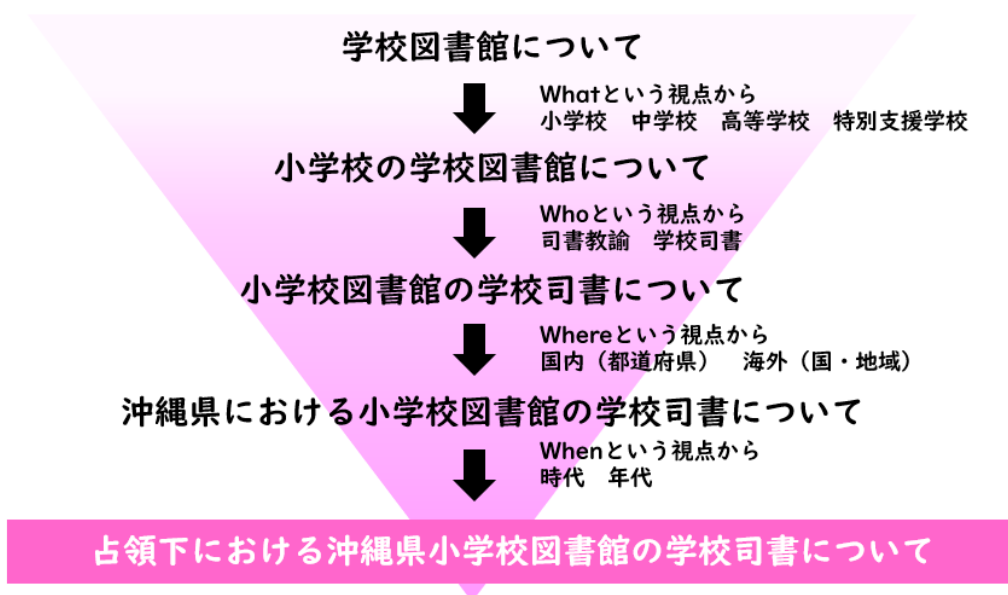 学校図書館について
Whatという視点から
小学校　中学校　高等学校　特別支援学校
小学校の学校図書館について
Whoという視点から
司書教諭　学校司書
小学校図書館の学校司書について
Whereという視点から
国内（都道府県）　海外（国・地域）
沖縄県における小学校図書館の学校司書について
Whenという視点から
時代　年代
占領下における沖縄県小学校図書館の学校司書について